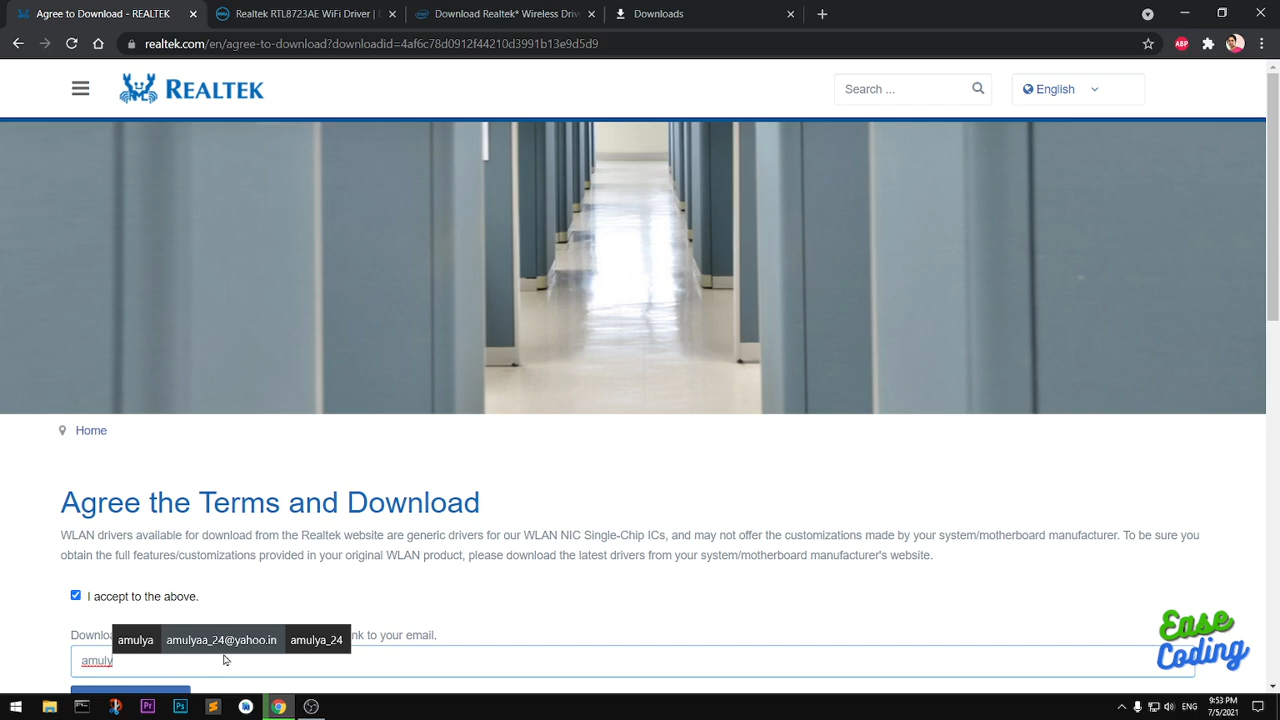 Agree to Download - Realtek
Realtek RTL8723AE WiFi Driver |
Download Realtek* Wireless Driv
Downloads
realtek.com/en/agree-to-download?downloadid=4af6c78d0912f44210d3991b13e9d5d9
ABP
REALTEK
Search ...
English
Home
Agree the Terms and Download
WLAN drivers available for download from the Realtek website are generic drivers for our WLAN NIC Single-Chip ICs, and may not offer the customizations made by your system/motherboard manufacturer. To be sure you
obtain the full features/customizations provided in your original WLAN product, please download the latest drivers from your system/motherboard manufacturer's website.
I accept to the above.
Downloa nk to your email.
amulya amulyaa_24@yahoo.in amulya_24
amuly
Ease
Coding
Pr
Ps
ENG
9:53 PM
7/5/2021